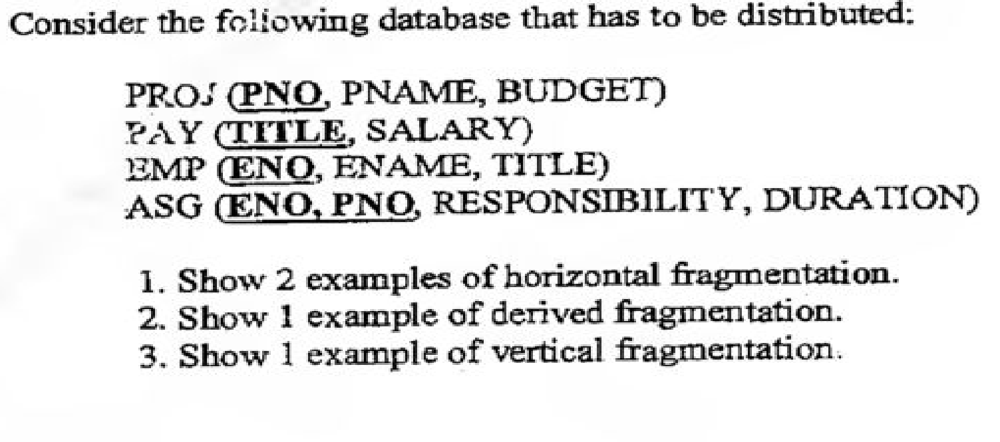 Consider the following database that has to be distributed:
PROJ (PNO, PNAME, BUDGET)
PAY (TITLE, SALARY)
EMP (ENO, ENAME, TITLE)
ASG (ENO, PNO, RESPONSIBILITY, DURATION)
1. Show 2 examples of horizontal fragmentation.
2. Show 1 example of derived fragmentation.
3. Show 1 example of vertical fragmentation.